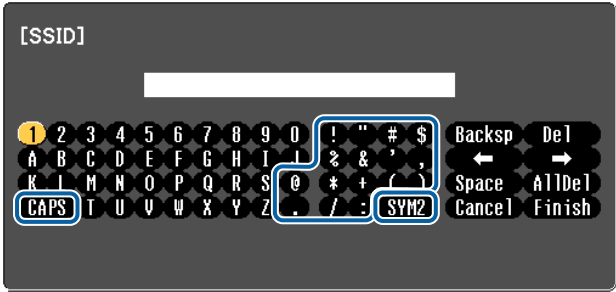 [SSID]
1 2 3 4 5 6 7 8 9 0 ! " # $ Backsp Del
A B C D E F G H I J % & ' , ← →
K L M N O P Q R S @ * + ( ) Space AllDel
CAPS T U V W X Y Z . / : SYM2 Cancel Finish